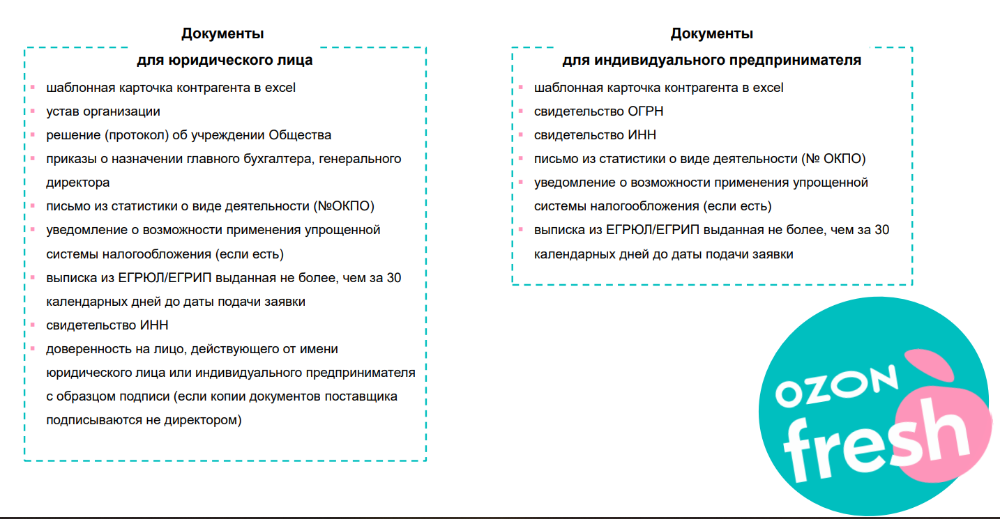 Документы
для юридического лица
шаблонная карточка контрагента в excel
устав организации
решение (протокол) об учреждении Общества
приказы о назначении главного бухгалтера, генерального
директора
письмо из статистики о виде деятельности (№ОКПО)
уведомление о возможности применения упрощенной
системы налогообложения (если есть)
выписка из ЕГРЮЛ/ЕГРИП выданная не более, чем за 30
календарных дней до даты подачи заявки
свидетельство ИНН
доверенность на лицо, действующего от имени
юридического лица или индивидуального предпринимателя
с образцом подписи (если копии документов поставщика
подписываются не директором)
Документы
для индивидуального предпринимателя
шаблонная карточка контрагента в excel
свидетельство ОГРН
свидетельство ИНН
письмо из статистики о виде деятельности (№ ОКПО)
уведомление о возможности применения упрощенной
системы налогообложения (если есть)
выписка из ЕГРЮЛ/ЕГРИП выданная не более, чем за 30
календарных дней до даты подачи заявки
OZON
fresh